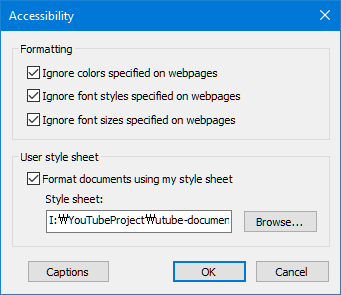 Accessibility
Formatting
Ignore colors specified on webpages
Ignore font styles specified on webpages
Ignore font sizes specified on webpages
User style sheet
Format documents using my style sheet
Style sheet:
I:₩YouTubeProject₩utube-documen
Browse...
Captions
OK
Cancel